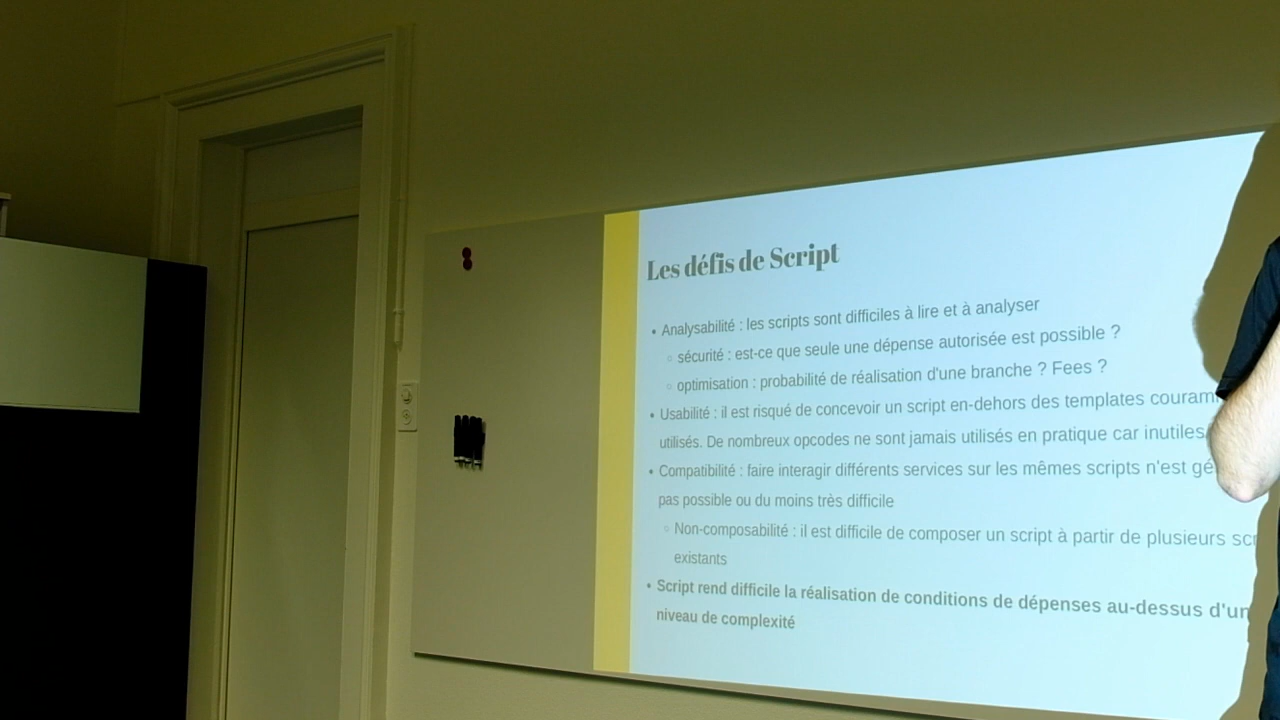 Les défis de Script
• Analysabilité : les scripts sont difficiles à lire et à analyser
◦ sécurité : est-ce que seule une dépense autorisée est possible ?
◦ optimisation : probabilité de réalisation d'une branche ? Fees ?
• Usabilité : il est risqué de concevoir un script en-dehors des templates
utilisés. De nombreux opcodes ne sont jamais utilisés en pratique car inutiles
• Compatibilité : faire interagir différents services sur les mêmes scripts n'est
pas possible ou du moins très difficile
◦ Non-composabilité : il est difficile de composer un script à partir de plusieurs
existants
• Script rend difficile la réalisation de conditions de dépenses au-dessus d'un
niveau de complexité